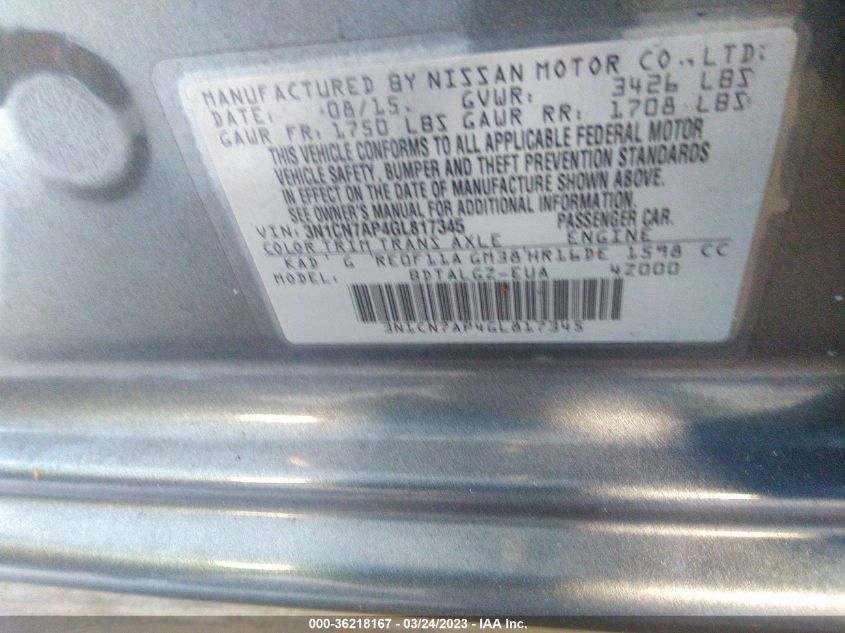 MANUFACTURED BY NISSAN MOTOR CO., LTD.
DATE: 08/15. GVWR: 3426 LBS
GAWR FR: 1750 LBS GAWR RR: 1708 LBS
THIS VEHICLE CONFORMS TO ALL APPLICABLE FEDERAL MOTOR
VEHICLE SAFETY, BUMPER AND THEFT PREVENTION STANDARDS
IN EFFECT ON THE DATE OF MANUFACTURE SHOWN ABOVE.
SEE OWNER'S MANUAL FOR ADDITIONAL INFORMATION.
VIN: 3N1CN7AP4GL817345 PASSENGER CAR.
COLOR TRIM TRANS AXLE ENGINE
KAD G RE0F11A GM38 HR16DE 1598 CC
MODEL: BDTALGZ-EUA 42000
3N1CN7AP4GL817345
000-36218167 - 03/24/2023 - IAA Inc.